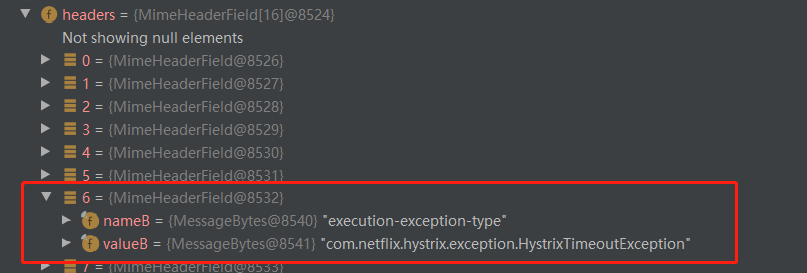 headers = {MimeHeaderField[16]@8524}
Not showing null elements
0 = {MimeHeaderField@8526}
1 = {MimeHeaderField@8527}
2 = {MimeHeaderField@8528}
3 = {MimeHeaderField@8529}
4 = {MimeHeaderField@8530}
5 = {MimeHeaderField@8531}
6 = {MimeHeaderField@8532}
nameB = {MessageBytes@8540} "execution-exception-type"
valueB = {MessageBytes@8541} "com.netflix.hystrix.exception.HystrixTimeoutException"
7 = {MimeHeaderField@8533}